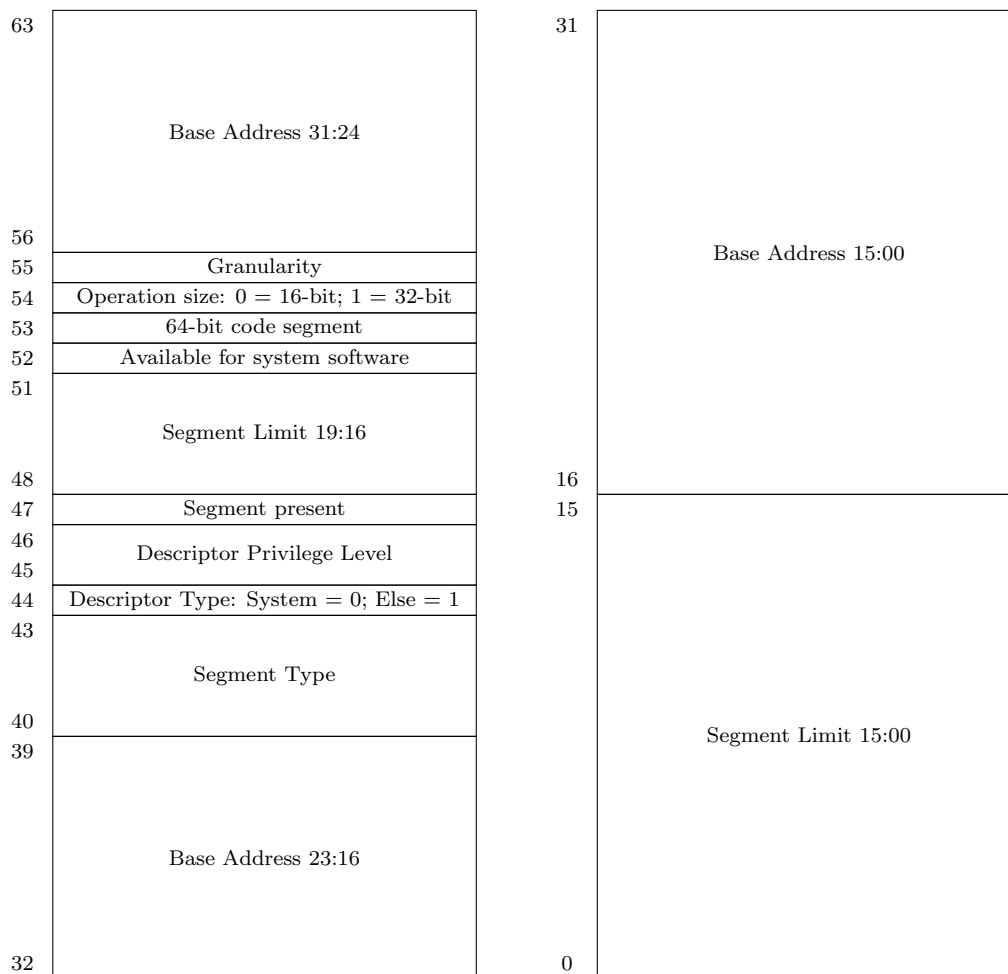 63
Base Address 31:24
56
55 Granularity
54 Operation size: 0 = 16-bit; 1 = 32-bit
53 64-bit code segment
52 Available for system software
51
Segment Limit 19:16
48
47 Segment present
46
Descriptor Privilege Level
45
44 Descriptor Type: System = 0; Else = 1
43
Segment Type
40
39
Base Address 23:16
32
31
Base Address 15:00
16
15
Segment Limit 15:00
0